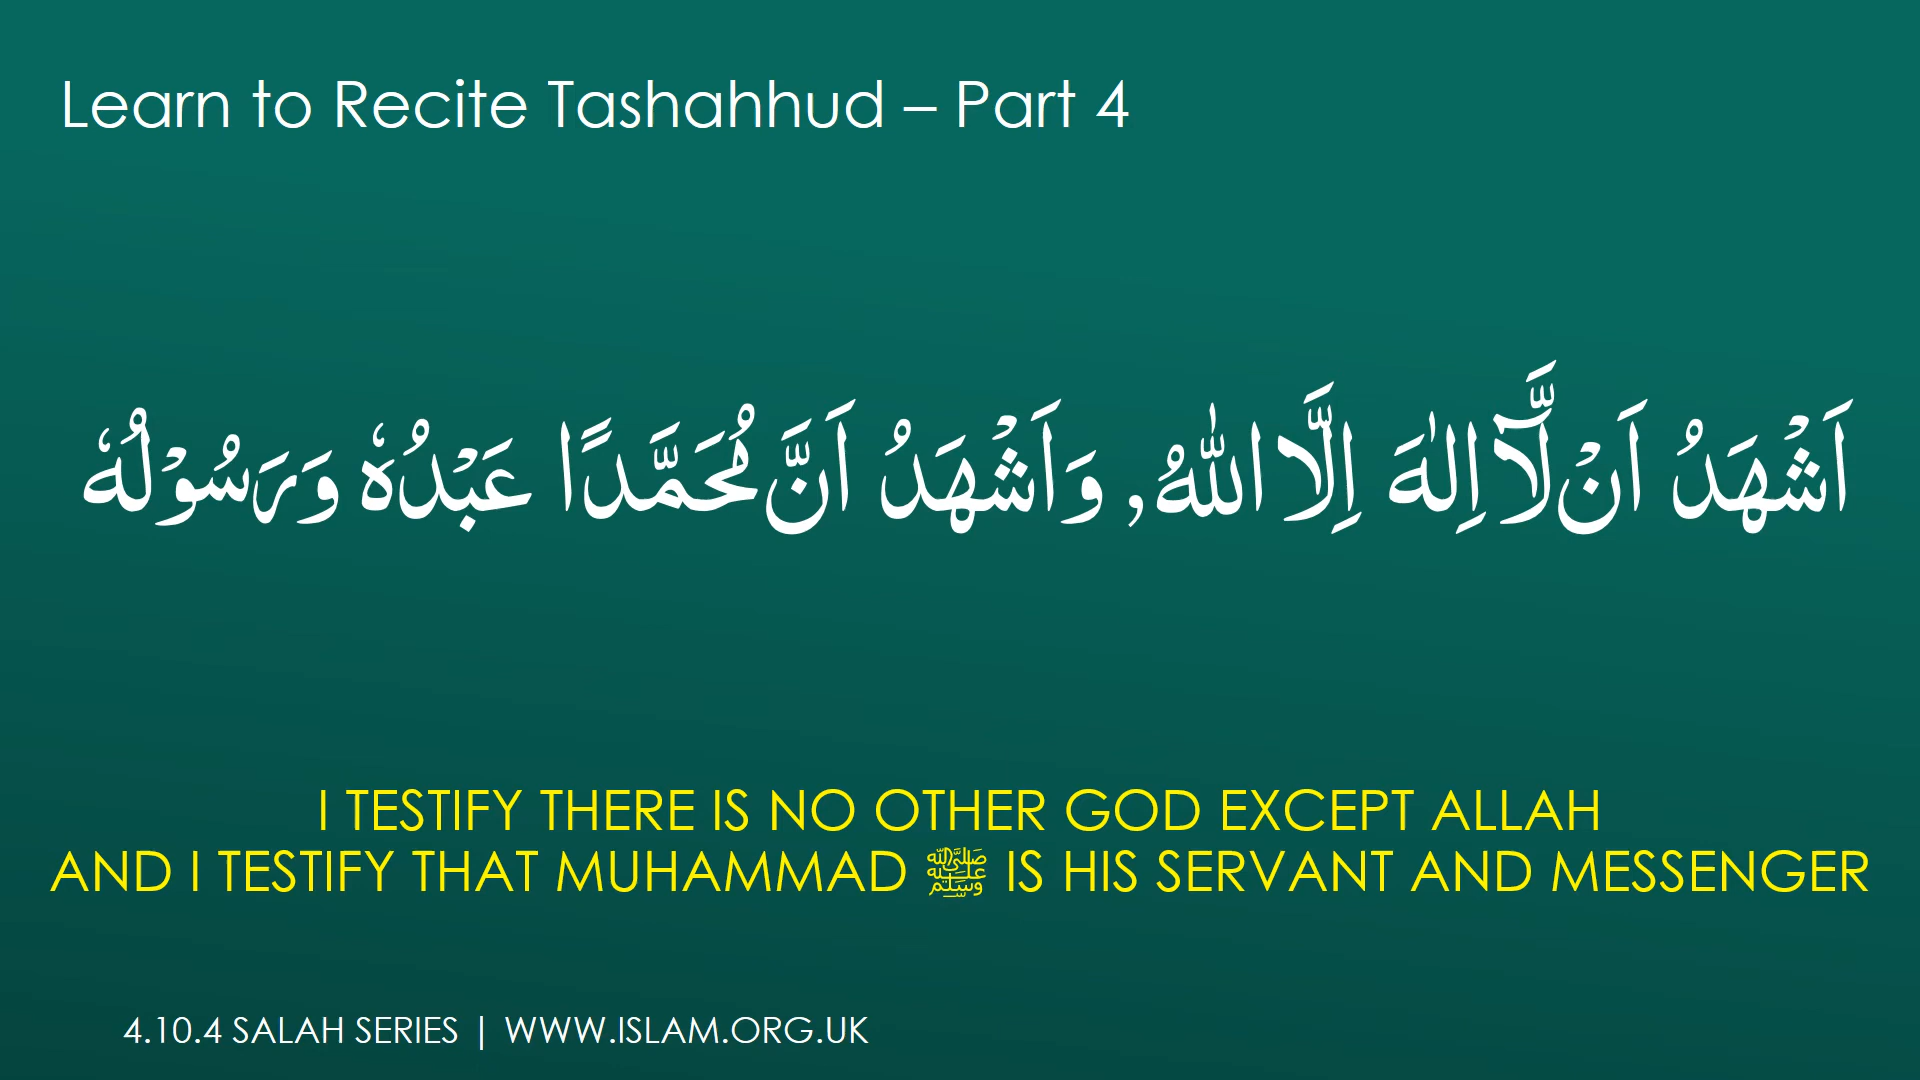 Learn to Recite Tashahhud – Part 4
اَشْهَدُ اَنْ لَّاۤ اِلٰهَ اِلَّا اللّٰهُ, وَاَشْهَدُ اَنَّ مُحَمَّدًا عَبْدُهٗ وَرَسُوْلُهٗ
I TESTIFY THERE IS NO OTHER GOD EXCEPT ALLAH
AND I TESTIFY THAT MUHAMMAD ﷺ IS HIS SERVANT AND MESSENGER
4.10.4 SALAH SERIES | WWW.ISLAM.ORG.UK